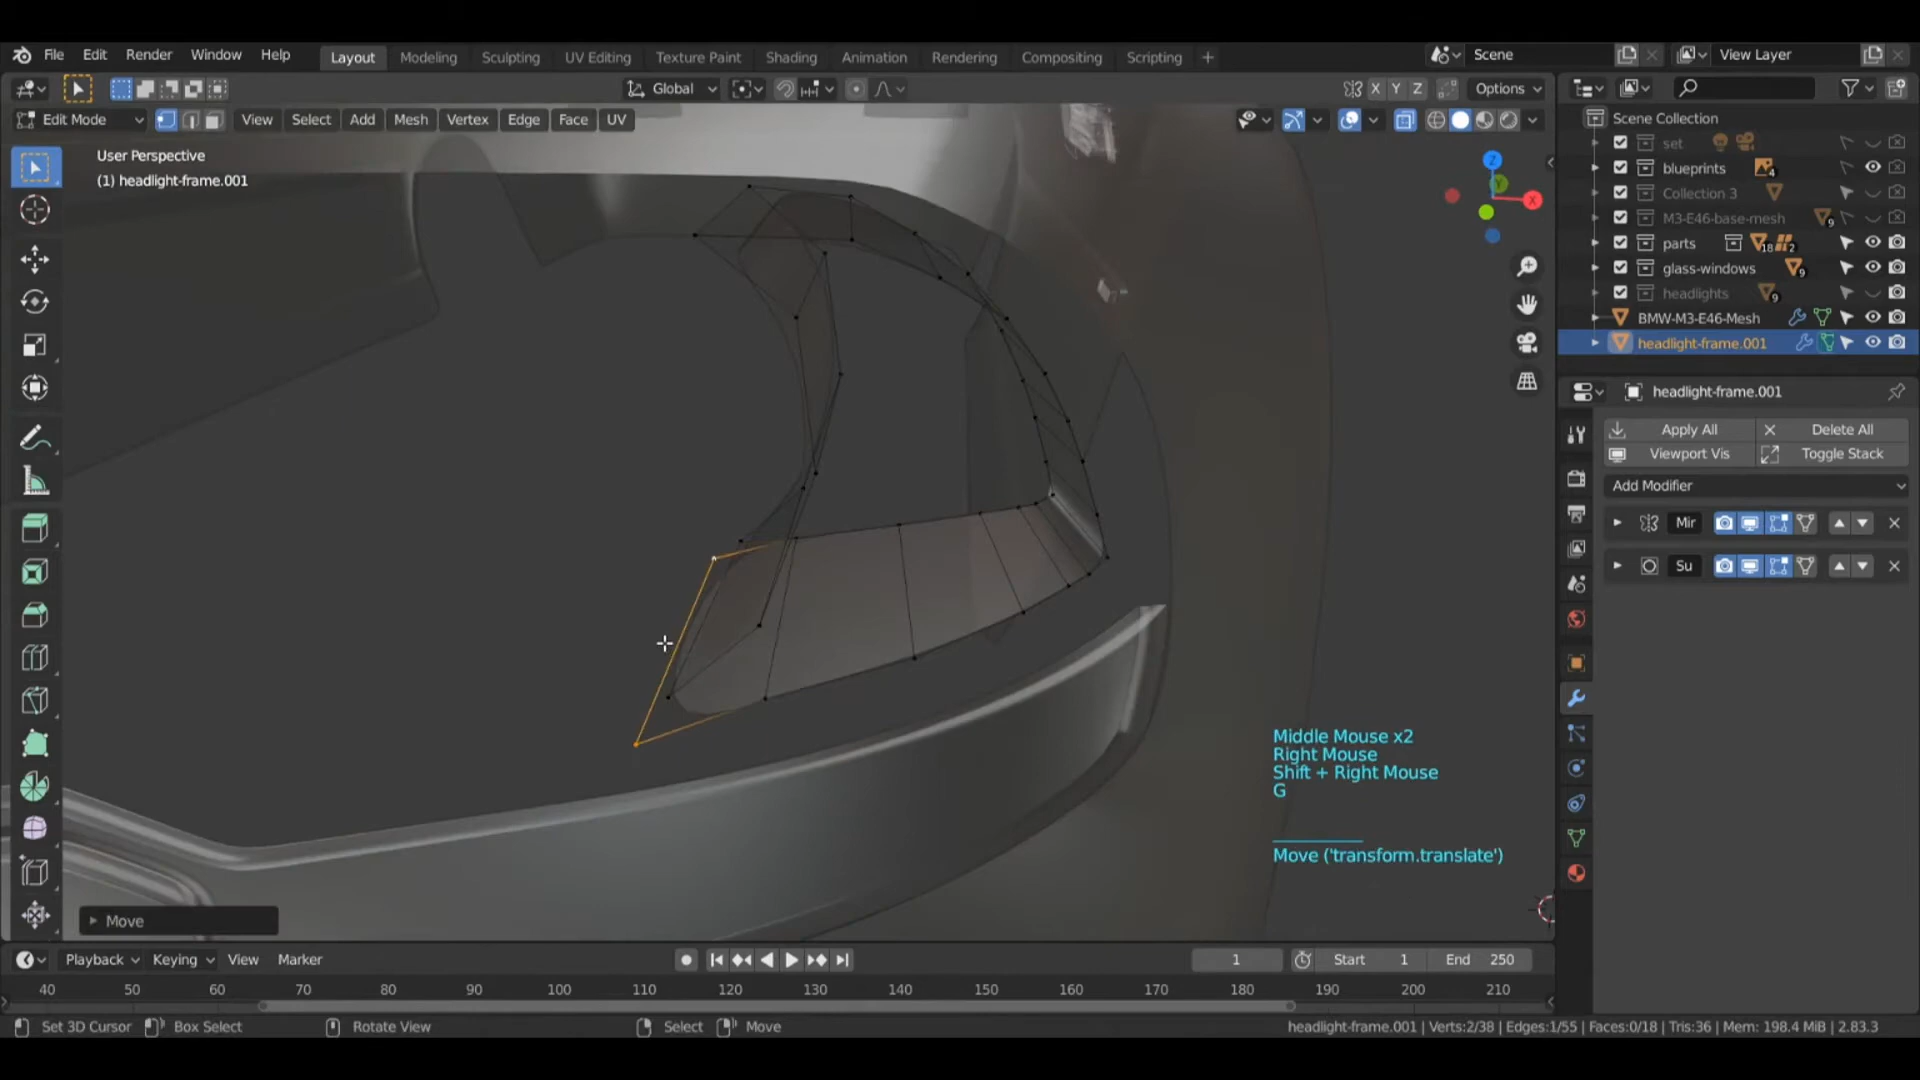 File Edit Render Window Help Layout Modeling Sculpting UV Editing Texture Paint Shading Animation Rendering Compositing Scripting + Scene View Layer
Global X Y Z Options
Edit Mode View Select Add Mesh Vertex Edge Face UV
User Perspective
(1) headlight-frame.001
Z
X
Scene Collection
set
blueprints 4
Collection 3
M3-E46-base-mesh 9
parts 18 2
glass-windows 9
headlights 9
BMW-M3-E46-Mesh
headlight-frame.001
headlight-frame.001
Apply All Delete All
Viewport Vis Toggle Stack
Add Modifier
Mir
Su
Middle Mouse x2
Right Mouse
Shift + Right Mouse
G
Move ('transform.translate')
Move
Playback Keying View Marker 1 Start 1 End 250
40 50 60 70 80 90 100 110 120 130 140 150 160 170 180 190 200 210
Set 3D Cursor Box Select Rotate View Select Move headlight-frame.001 | Verts:2/38 | Edges:1/55 | Faces:0/18 | Tris:36 | Mem: 198.4 MiB | 2.83.3